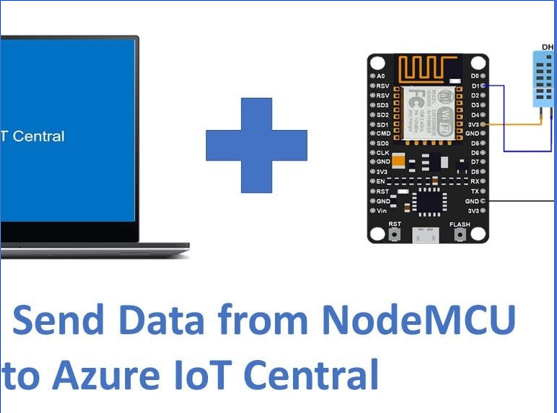 T Central
DH
A0
RSV
RSV
SD3
SD2
SD1
CMD
SD0
CLK
GND
3V3
EN
RST
GND
Vin
D0
D1
D2
D3
D4
3V3
GND
D5
D6
D7
D8
RX
TX
GND
3V3
WiFi
RST
FLASH
Send Data from NodeMCU
to Azure IoT Central